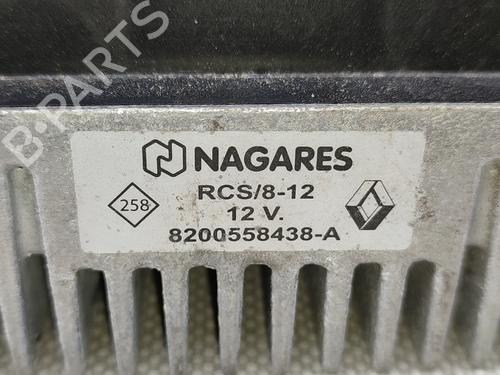 B-PARTS
NAGARES
258
RCS/8-12
12 V.
8200558438-A